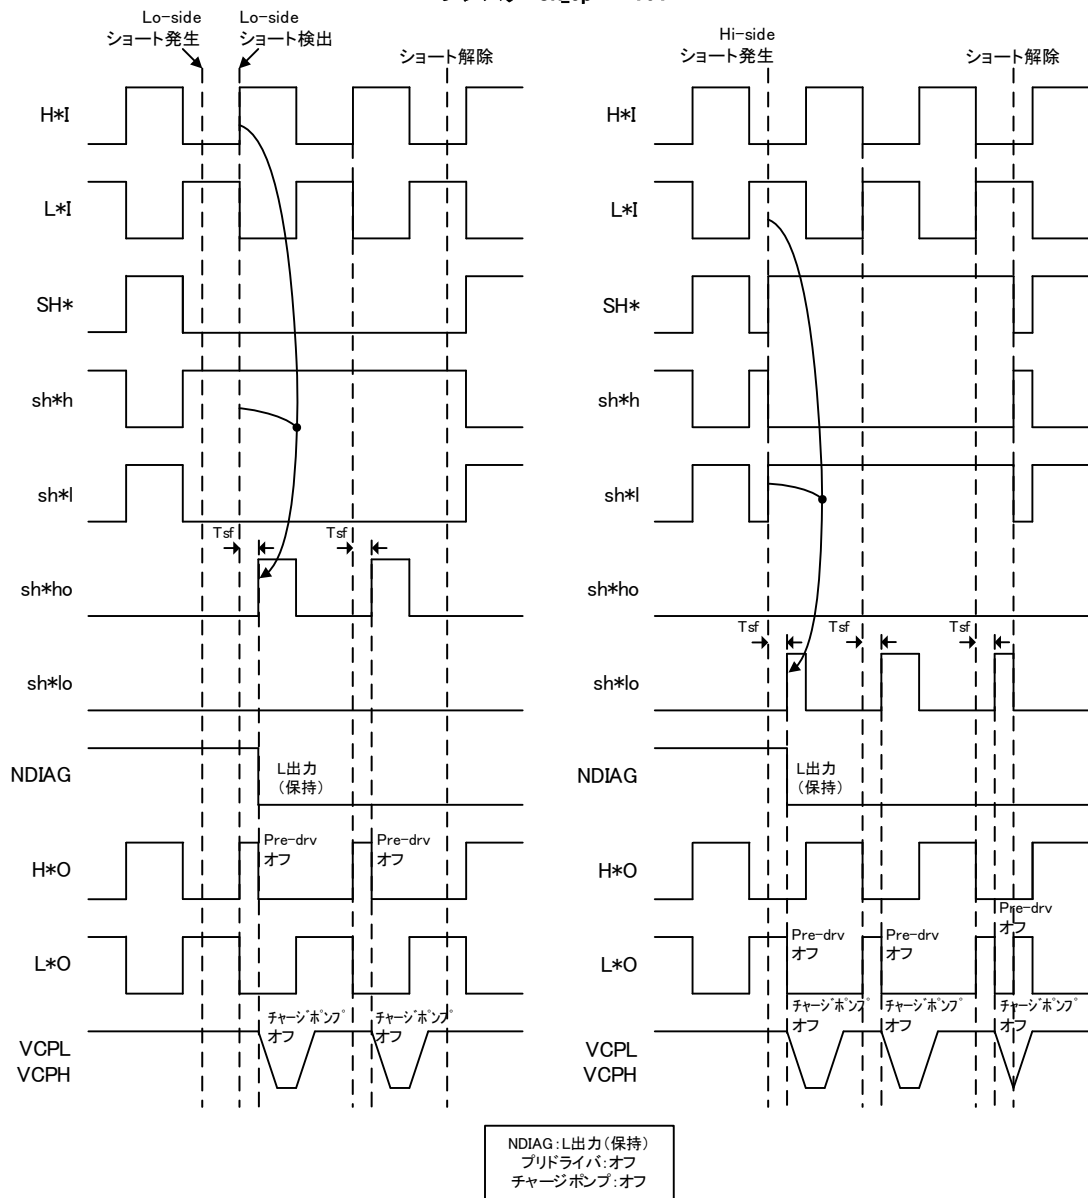 Lo-side
ショート発生
Lo-side
ショート検出
ショート解除
H*I
L*I
SH*
sh*h
sh*l
Tsf
Tsf
sh*ho
sh*lo
NDIAG
L出力
(保持)
H*O
Pre-drv
オフ
Pre-drv
オフ
L*O
チャージポンプ
オフ
チャージポンプ
オフ
VCPL
VCPH
Hi-side
ショート発生
ショート解除
H*I
L*I
SH*
sh*h
sh*l
sh*ho
Tsf
Tsf
Tsf
sh*lo
NDIAG
L出力
(保持)
H*O
Pre-drv
オフ
L*O
Pre-drv
オフ
Pre-drv
オフ
チャージポンプ
オフ
チャージポンプ
オフ
チャージポンプ
オフ
VCPL
VCPH
NDIAG:L出力(保持)
プリドライバ:オフ
チャージポンプ:オフ